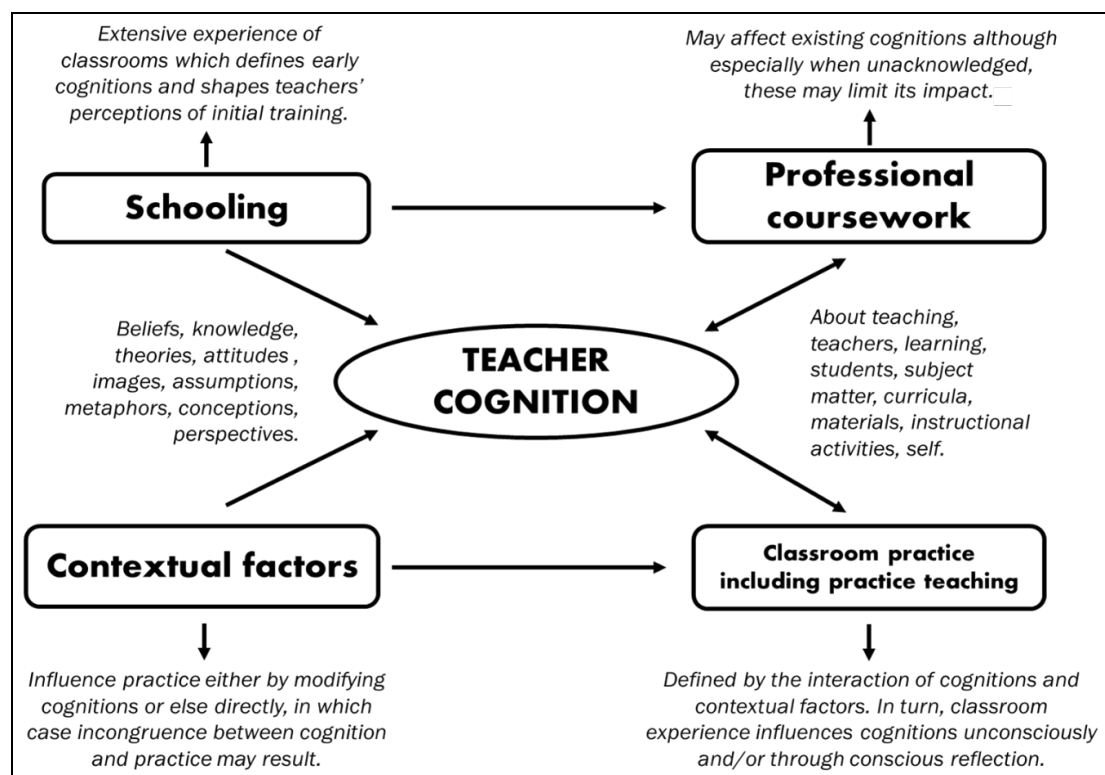 Extensive experience of
classrooms which defines early
cognitions and shapes teachers’
perceptions of initial training.
May affect existing cognitions although
especially when unacknowledged,
these may limit its impact.
Schooling
Professional
coursework
Beliefs, knowledge,
theories, attitudes ,
images, assumptions,
metaphors, conceptions,
perspectives.
TEACHER
COGNITION
About teaching,
teachers, learning,
students, subject
matter, curricula,
materials, instructional
activities, self.
Contextual factors
Classroom practice
including practice teaching
Influence practice either by modifying
cognitions or else directly, in which
case incongruence between cognition
and practice may result.
Defined by the interaction of cognitions and
contextual factors. In turn, classroom
experience influences cognitions unconsciously
and/or through conscious reflection.